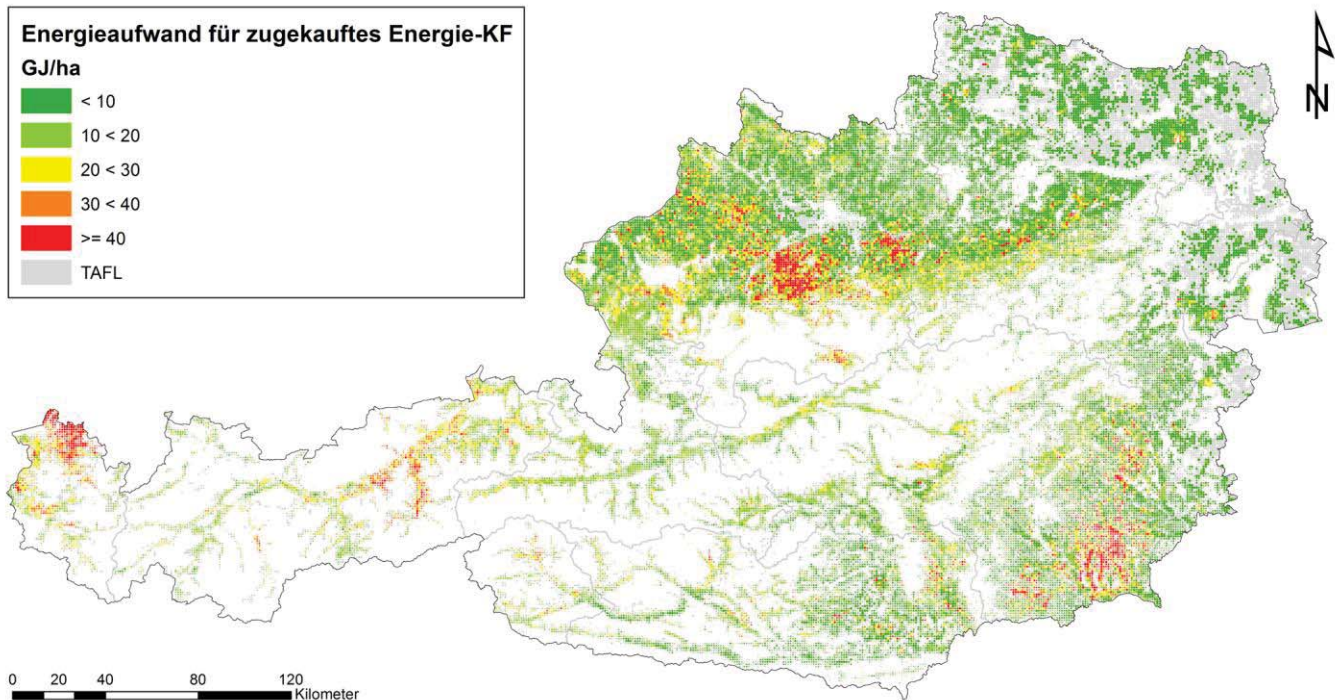 Energieaufwand für zugekauftes Energie-KF
GJ/ha
< 10
10 < 20
20 < 30
30 < 40
>= 40
TAFL
N
0 20 40 80 120
Kilometer